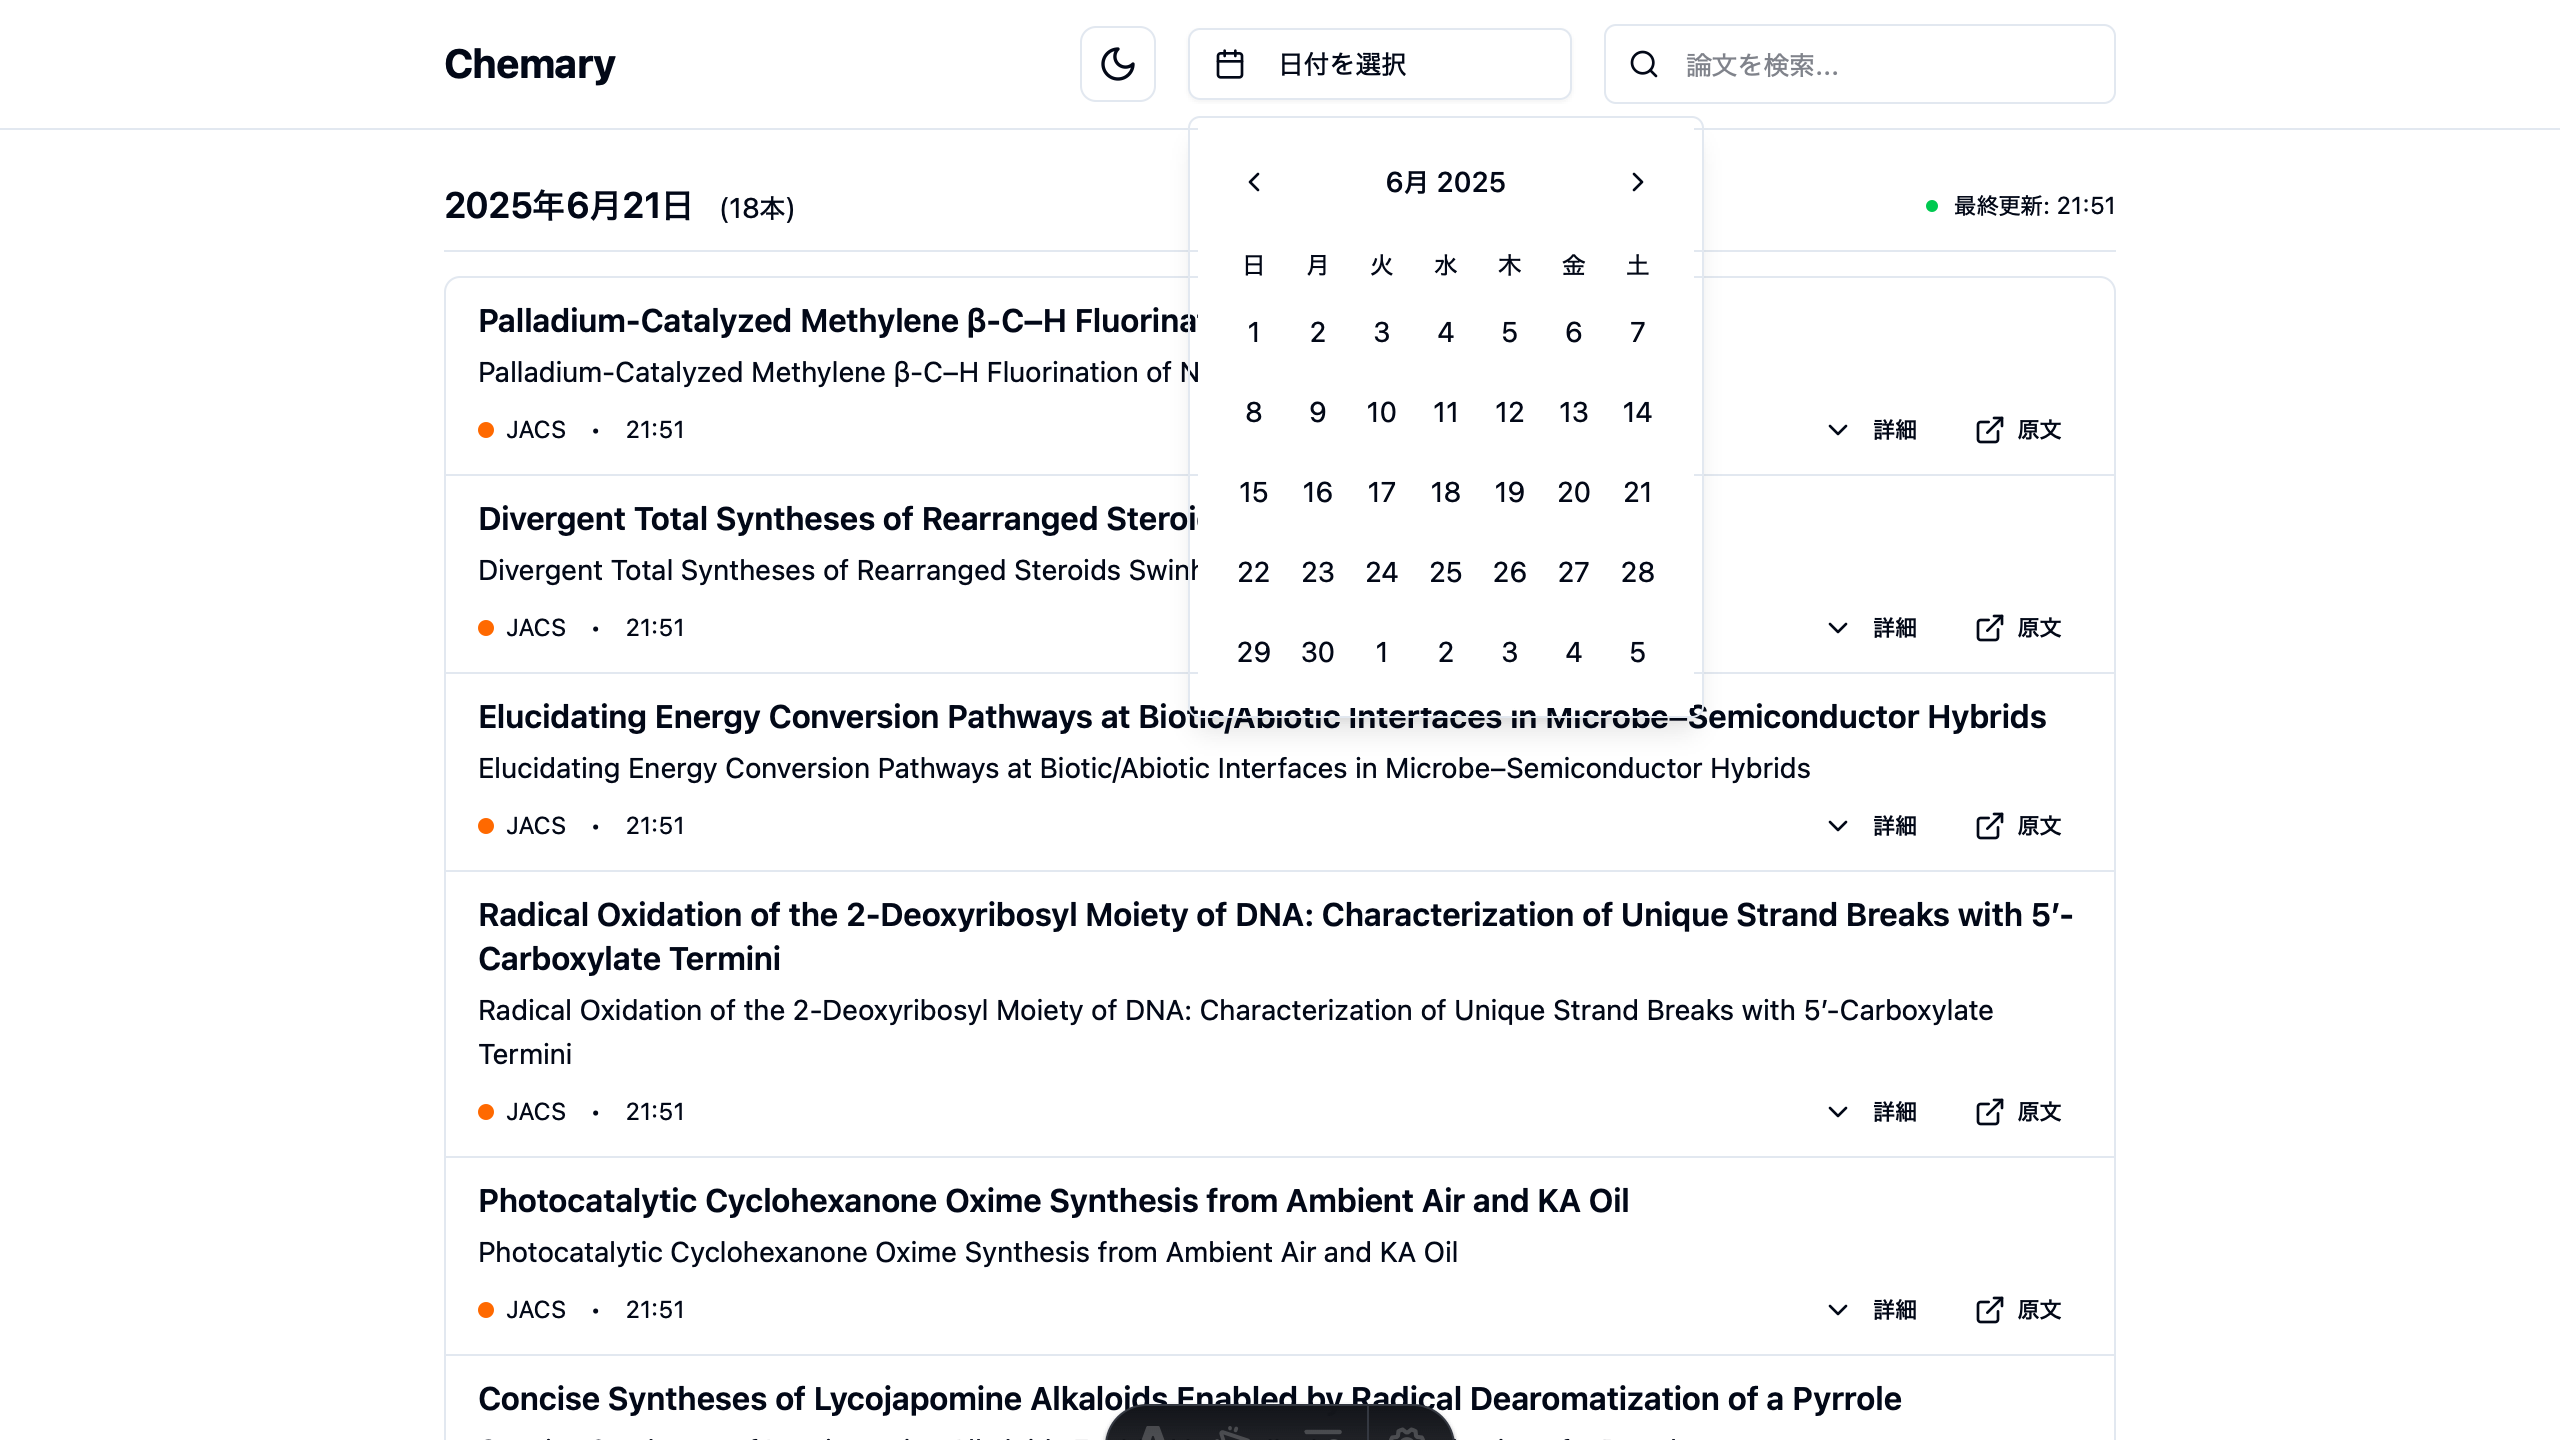 Chemary
日付を選択
論文を検索...
6月 2025
日 月 火 水 木 金 土
1 2 3 4 5 6 7
8 9 10 11 12 13 14
15 16 17 18 19 20 21
22 23 24 25 26 27 28
29 30 1 2 3 4 5
2025年6月21日 (18本)
最終更新: 21:51
Palladium-Catalyzed Methylene β-C–H
Palladium-Catalyzed Methylene β-C–H Fluorination of
JACS • 21:51 詳細 原文
Divergent Total Syntheses of Rearranged
Divergent Total Syntheses of Rearranged Steroids
JACS • 21:51 詳細 原文
Elucidating Energy Conversion Pathways at Biotic/Abiotic Interfaces in Microbe–Semiconductor Hybrids
Elucidating Energy Conversion Pathways at Biotic/Abiotic Interfaces in Microbe–Semiconductor Hybrids
JACS • 21:51 詳細 原文
Radical Oxidation of the 2-Deoxyribosyl Moiety of DNA: Characterization of Unique Strand Breaks with 5′-
Carboxylate Termini
Radical Oxidation of the 2-Deoxyribosyl Moiety of DNA: Characterization of Unique Strand Breaks with 5′-Carboxylate
Termini
JACS • 21:51 詳細 原文
Photocatalytic Cyclohexanone Oxime Synthesis from Ambient Air and KA Oil
Photocatalytic Cyclohexanone Oxime Synthesis from Ambient Air and KA Oil
JACS • 21:51 詳細 原文
Concise Syntheses of Lycojapomine Alkaloids Enabled by Radical Dearomatization of a Pyrrole